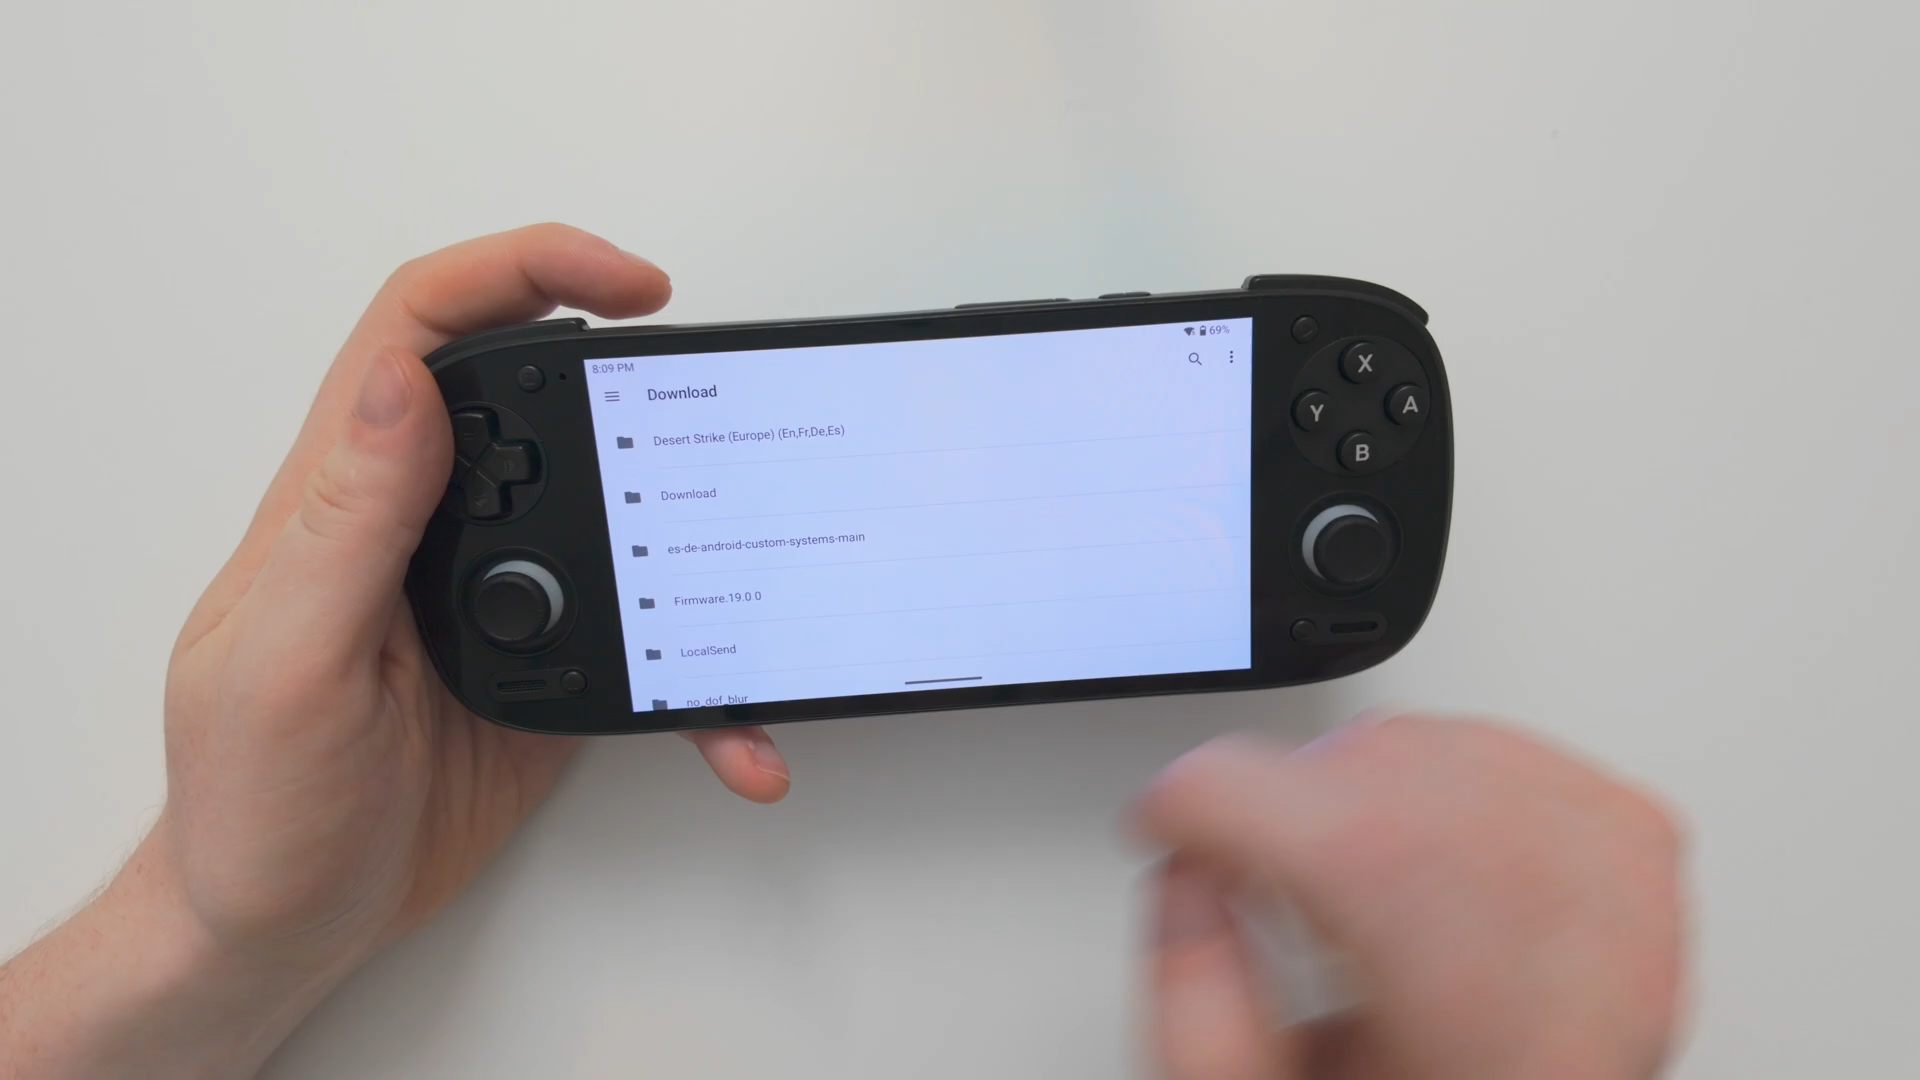 8:09 PM
69%
Download
Desert Strike (Europe) (En,Fr,De,Es)
Download
es-de-android-custom-systems-main
Firmware.19.0 0
LocalSend
no_dof_blur
X
Y
A
B